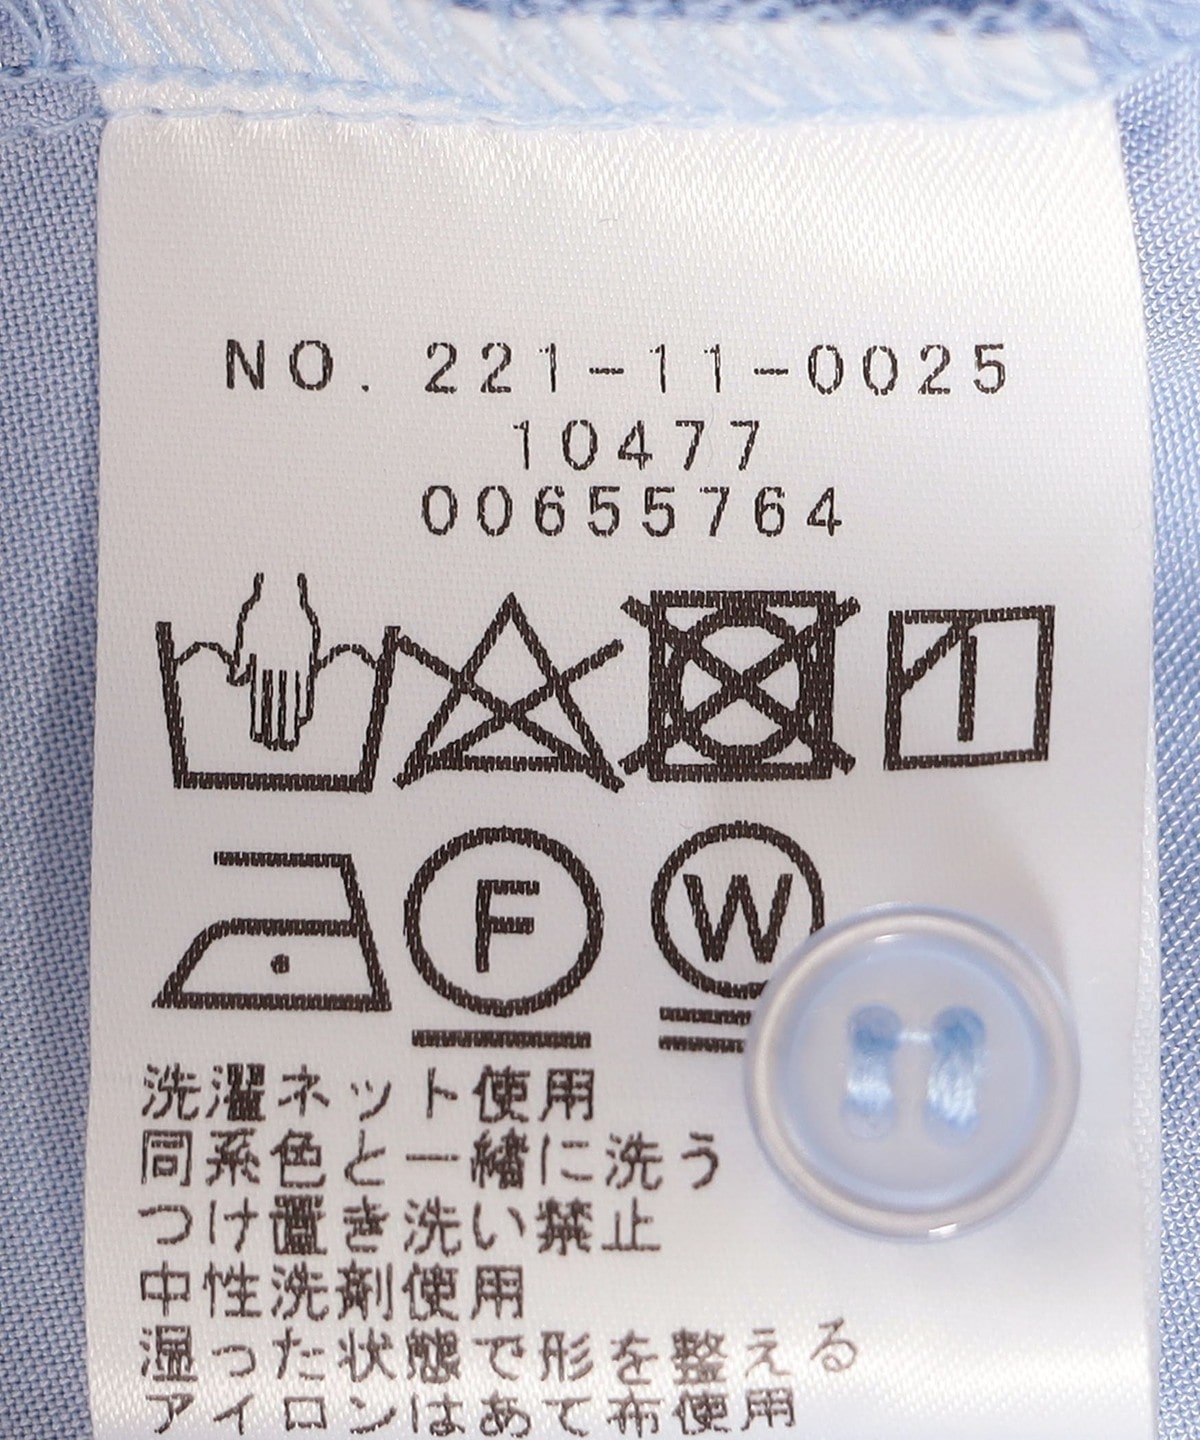 NO. 221-11-0025
10477
00655764
F W
洗濯ネット使用
同系色と一緒に洗う
つけ置き洗い禁止
中性洗剤使用
湿った状態で形を整える
アイロンはあて布使用